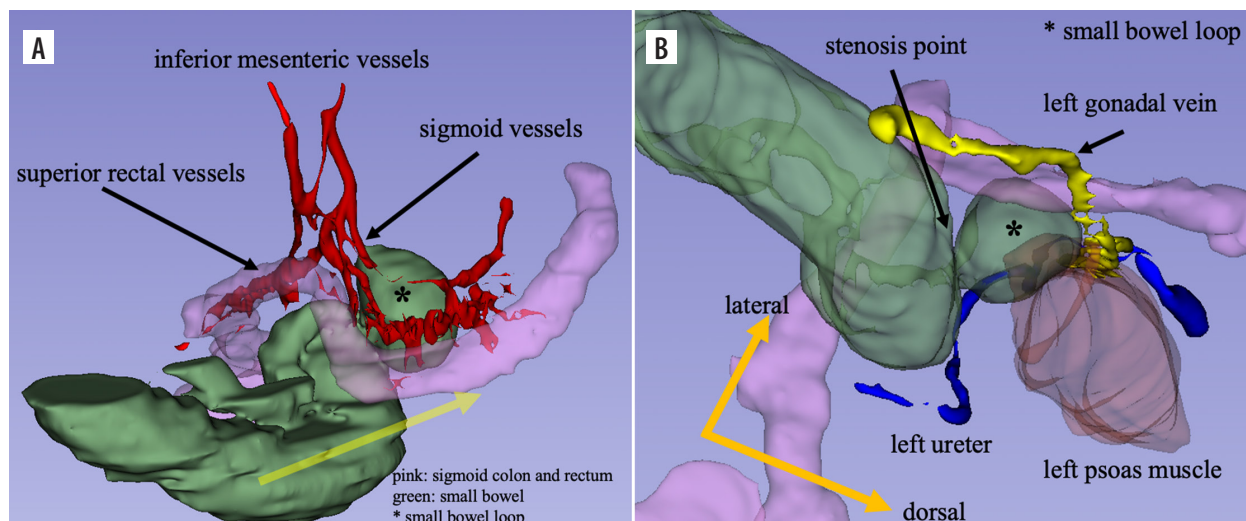 A
inferior mesenteric vessels
sigmoid vessels
superior rectal vessels
*
pink: sigmoid colon and rectum
green: small bowel
* small bowel loop
B
* small bowel loop
stenosis point
left gonadal vein
*
lateral
left ureter
left psoas muscle
dorsal